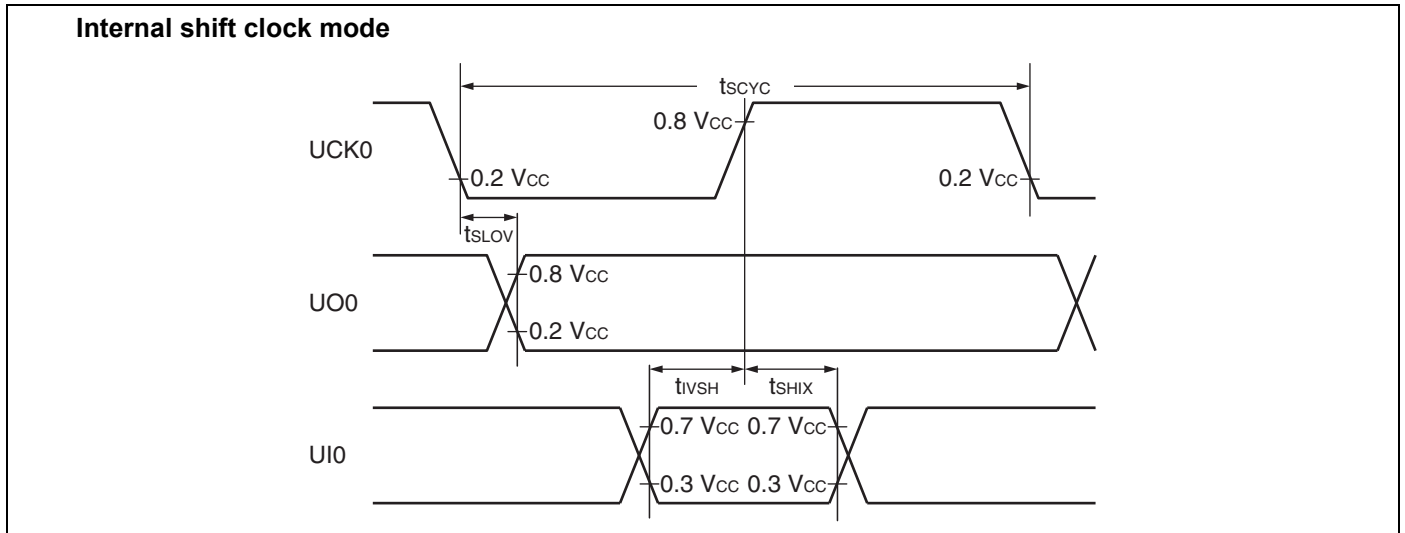 Internal shift clock mode
tSCYC
0.8 VCC
UCK0
0.2 VCC
0.2 VCC
tSLOV
0.8 VCC
UO0
0.2 VCC
tIVSH
tSHIX
0.7 VCC 0.7 VCC
UI0
0.3 VCC 0.3 VCC